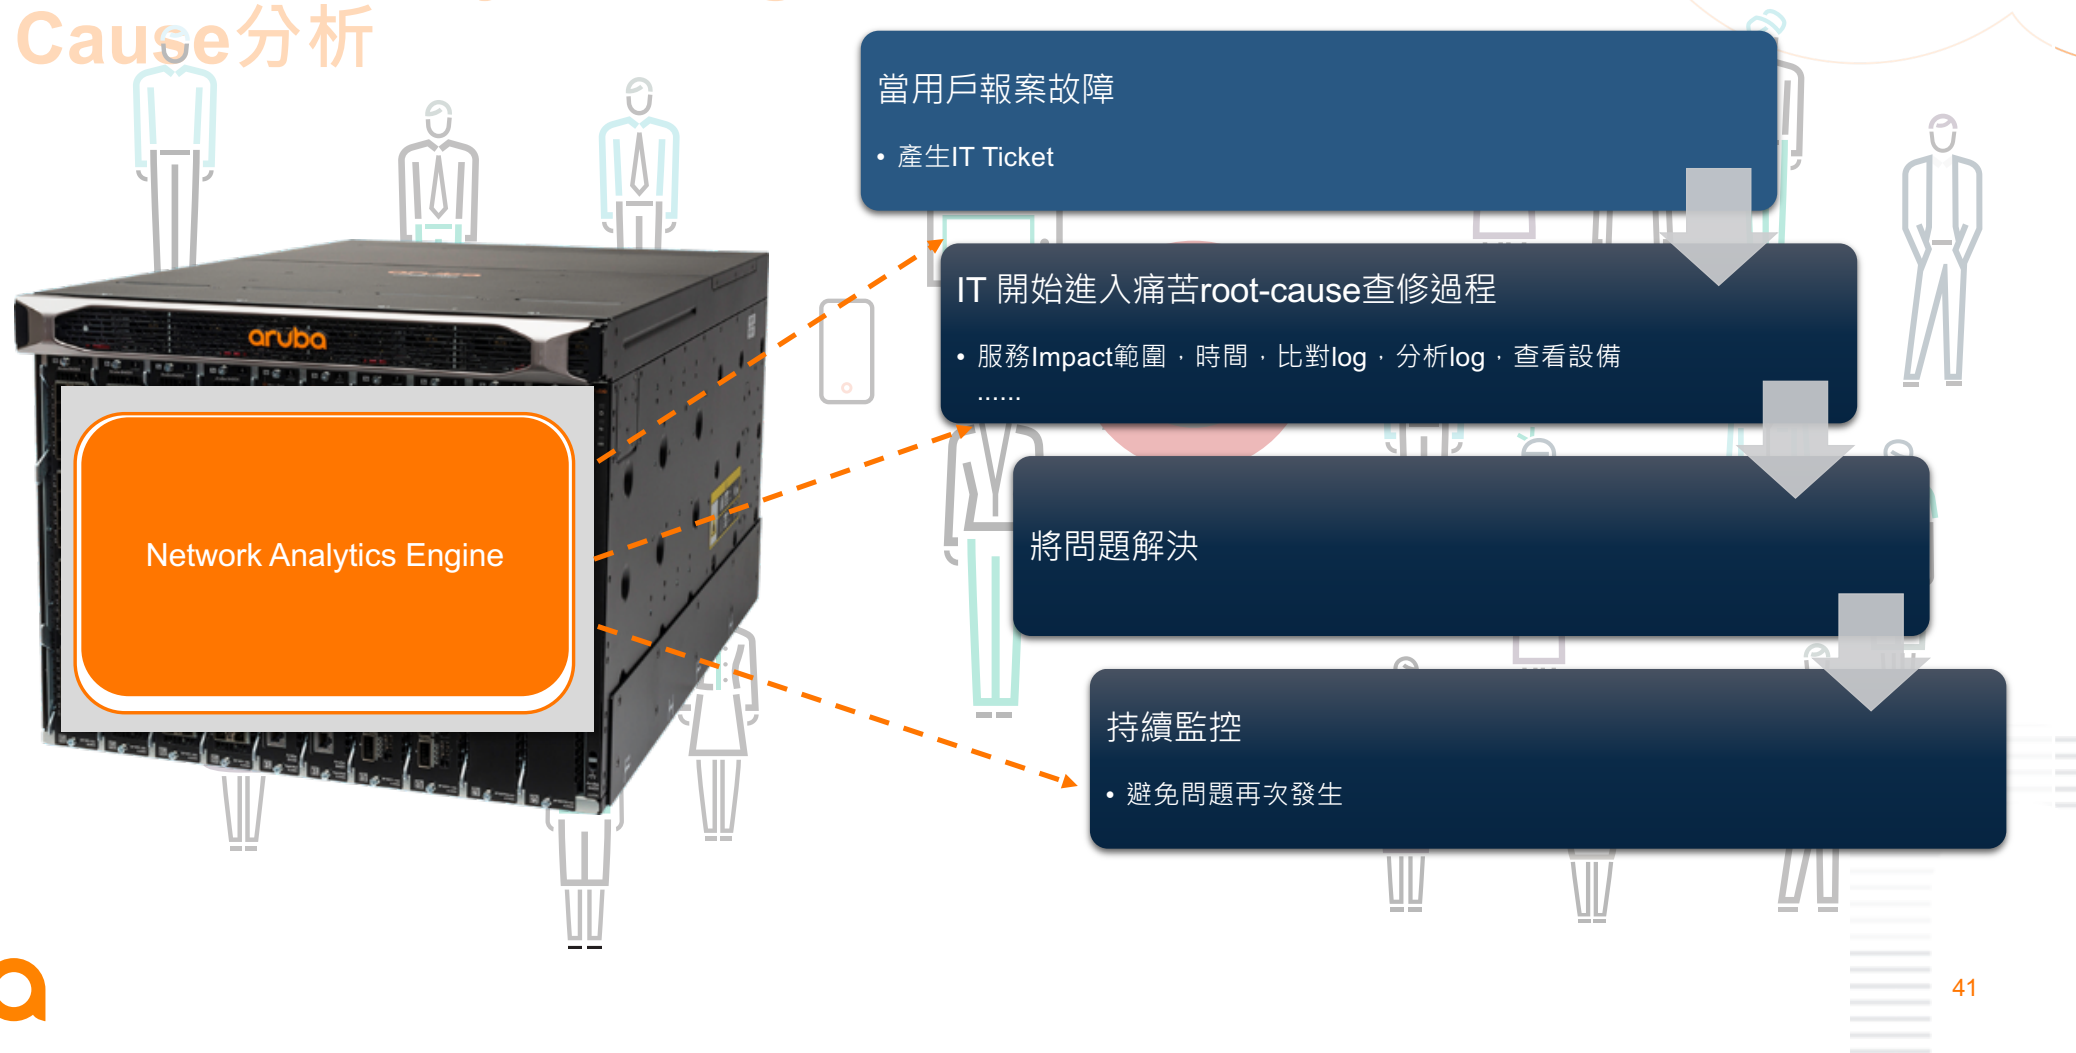 Cause分析
當用戶報案故障
• 產生IT Ticket
IT 開始進入痛苦root-cause查修過程
• 服務Impact範圍，時間，比對log，分析log，查看設備
......
將問題解決
持續監控
• 避免問題再次發生
aruba
Network Analytics Engine
41